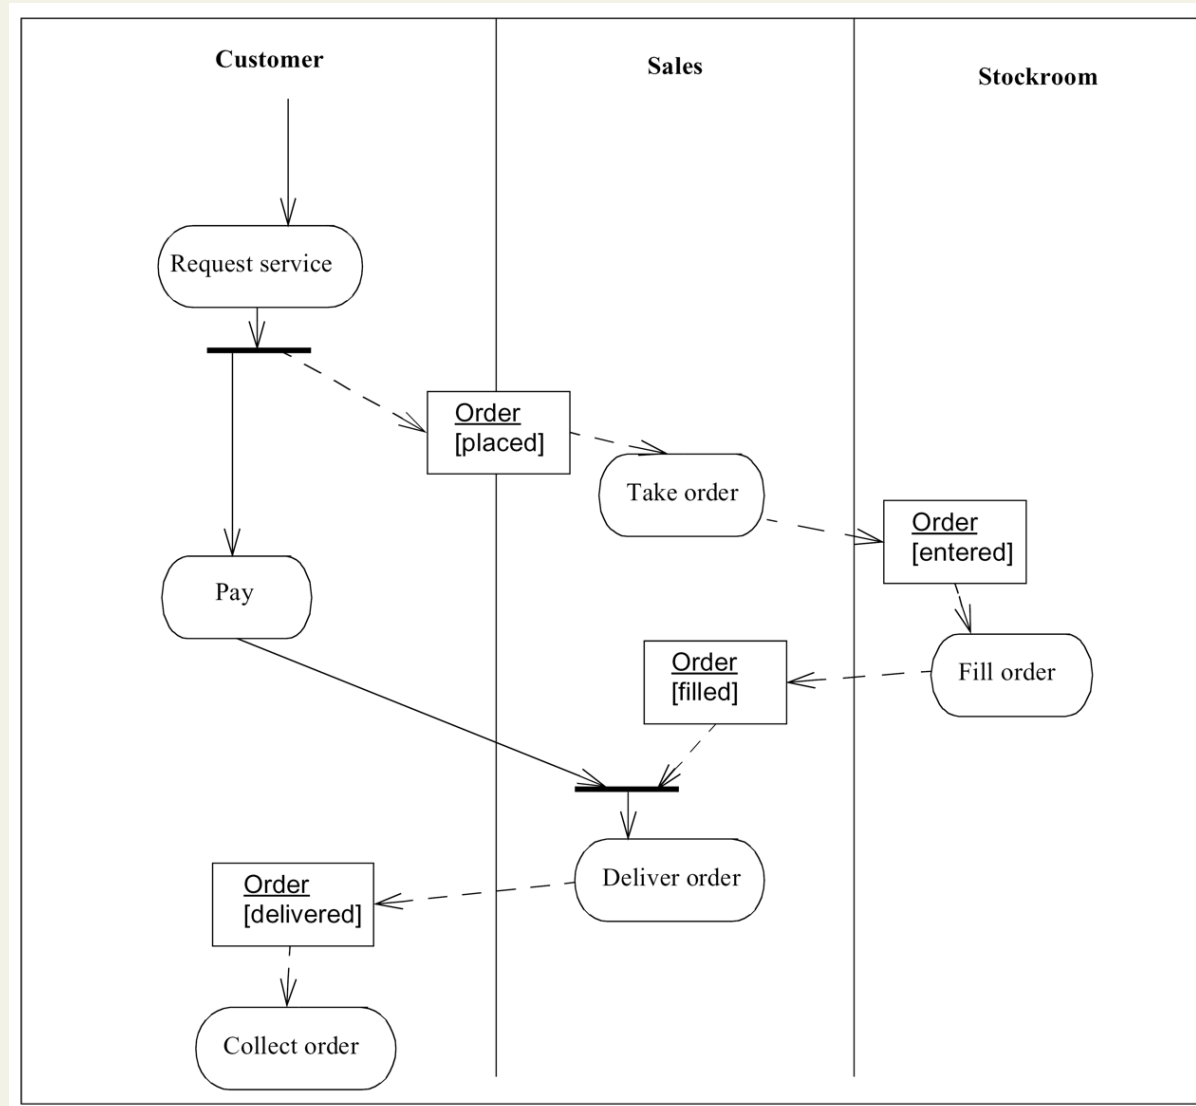 Customer
Sales
Stockroom
Request service
Order
[placed]
Take order
Order
[entered]
Pay
Order
[filled]
Fill order
Deliver order
Order
[delivered]
Collect order